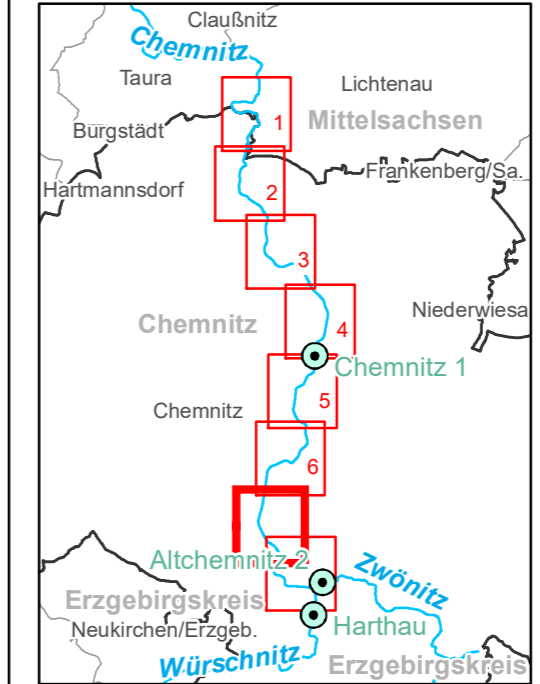 Claußnitz
Chemnitz
Taura
Lichtenau
1
Mittelsachsen
Burgstädt
Frankenberg/Sa.
Hartmannsdorf
2
3
Niederwiesa
Chemnitz
4
Chemnitz 1
5
Chemnitz
6
Altchemnitz 2
Zwönitz
Erzgebirgskreis
Neukirchen/Erzgeb.
Harthau
Würschnitz
Erzgebirgskreis